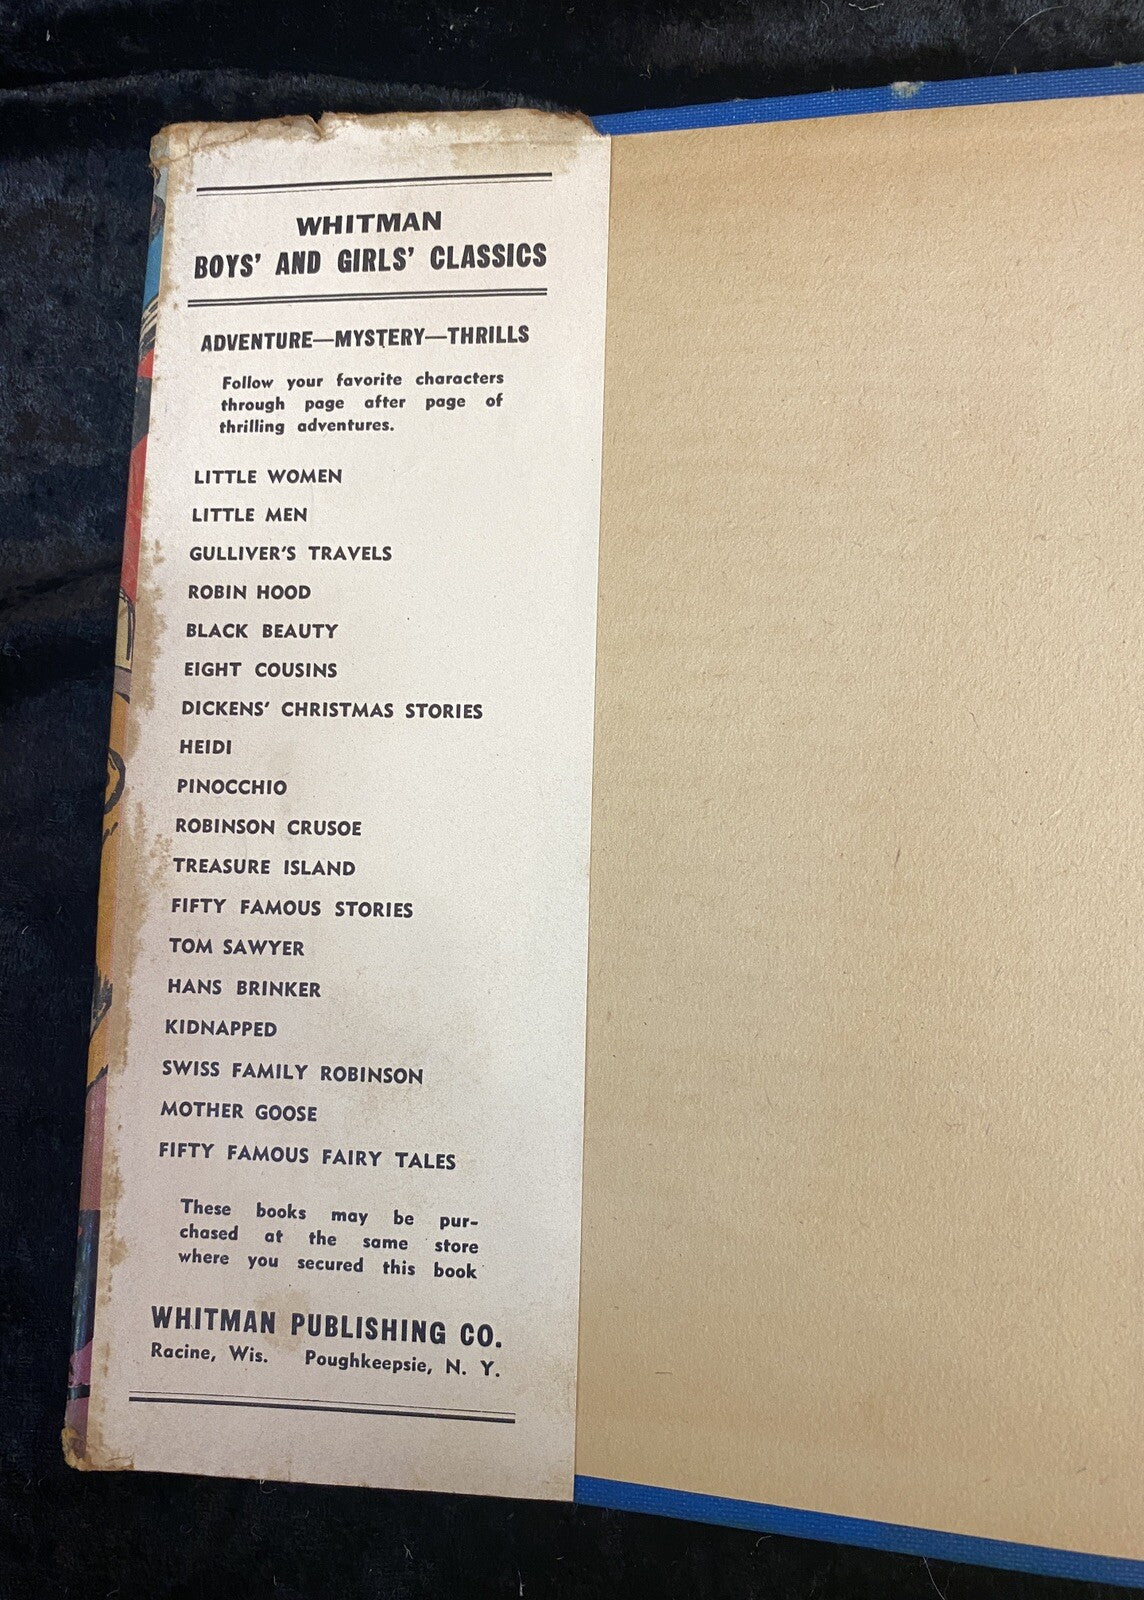 WHITMAN
BOYS' AND GIRLS' CLASSICS
ADVENTURE—MYSTERY—THRILLS
Follow your favorite characters
through page after page of
thrilling adventures.
LITTLE WOMEN
LITTLE MEN
GULLIVER'S TRAVELS
ROBIN HOOD
BLACK BEAUTY
EIGHT COUSINS
DICKENS' CHRISTMAS STORIES
HEIDI
PINOCCHIO
ROBINSON CRUSOE
TREASURE ISLAND
FIFTY FAMOUS STORIES
TOM SAWYER
HANS BRINKER
KIDNAPPED
SWISS FAMILY ROBINSON
MOTHER GOOSE
FIFTY FAMOUS FAIRY TALES
These books may be pur-
chased at the same store
where you secured this book
WHITMAN PUBLISHING CO.
Racine, Wis. Poughkeepsie, N. Y.